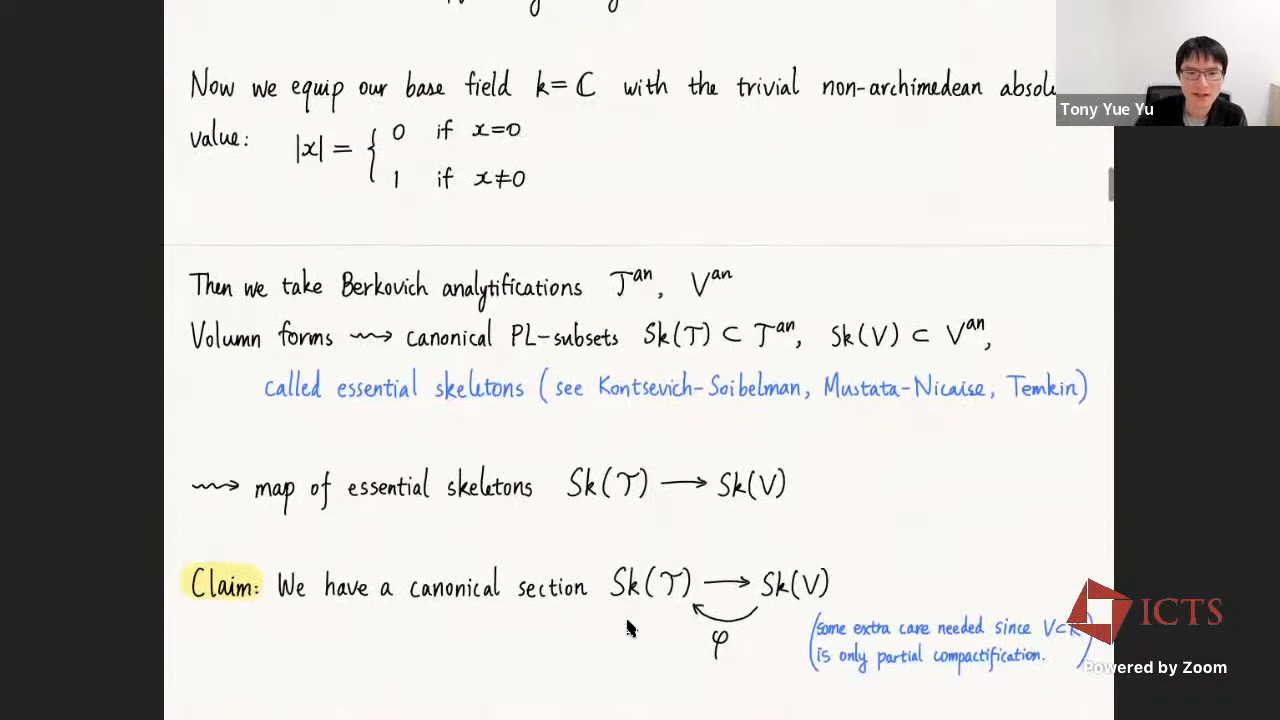 Now we equip our base field k = ℂ with the trivial non-archimedean
value: |x| = { 0 if x=0
1 if x≠0
Tony Yue Yu
Then we take Berkovich analytifications T^an, V^an
Volumn forms ⇝ canonical PL-subsets Sk(T) ⊂ T^an, Sk(V) ⊂ V^an,
called essential skeletons (see Kontsevich-Soibelman, Mustata-Nicaise, Temkin)
⇝ map of essential skeletons Sk(T) → Sk(V)
Claim: We have a canonical section Sk(T) → Sk(V)
φ
(some extra care needed since V⊂
is only partial compactification.)
ICTS
Powered by Zoom